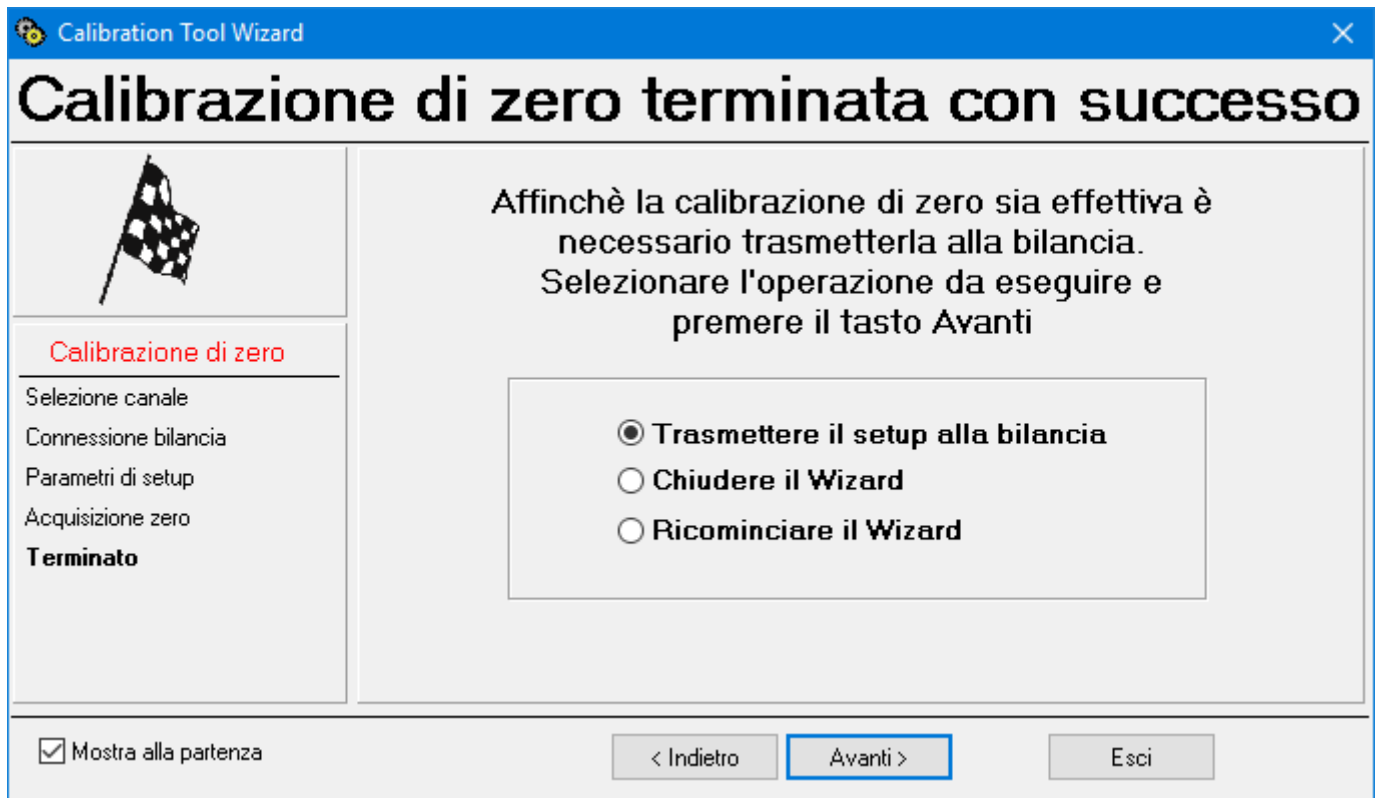 Calibration Tool Wizard
Calibrazione di zero terminata con successo
Calibrazione di zero
Selezione canale
Connessione bilancia
Parametri di setup
Acquisizione zero
Terminato
Affinchè la calibrazione di zero sia effettiva è
necessario trasmetterla alla bilancia.
Selezionare l'operazione da eseguire e
premere il tasto Avanti
Trasmettere il setup alla bilancia
Chiudere il Wizard
Ricominciare il Wizard
Mostra alla partenza
< Indietro
Avanti >
Esci